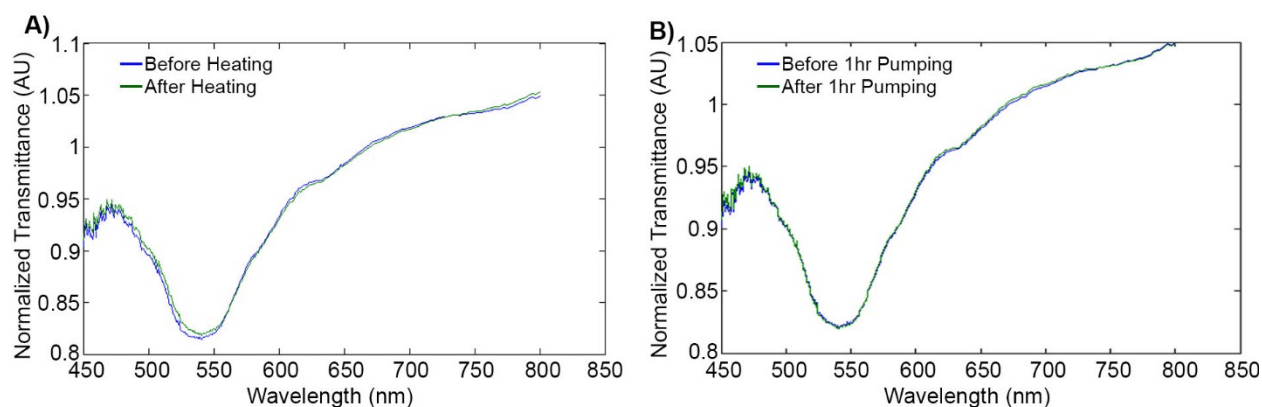 A)
Normalized Transmittance (AU)
1.1
1.05
1
0.95
0.9
0.85
0.8
Before Heating
After Heating
450 500 550 600 650 700 750 800 850
Wavelength (nm)
B)
Normalized Transmittance (AU)
1.05
1
0.95
0.9
0.85
0.8
Before 1hr Pumping
After 1hr Pumping
450 500 550 600 650 700 750 800 850
Wavelength (nm)